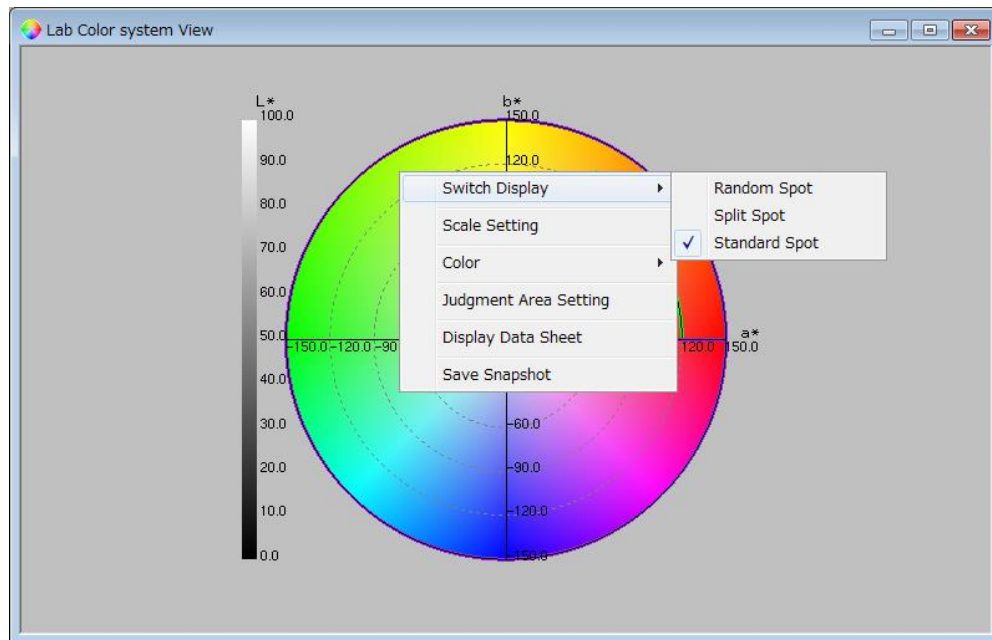 Lab Color system View
L*
b*
100.0
150.0
90.0
120.0
Switch Display
Random Spot
80.0
Split Spot
Scale Setting
Standard Spot
70.0
Color
60.0
Judgment Area Setting
50.0
-150.0
-120.0
-90
Display Data Sheet
120.0
150.0
a*
40.0
Save Snapshot
30.0
-60.0
20.0
-90.0
10.0
-120.0
0.0
-150.0